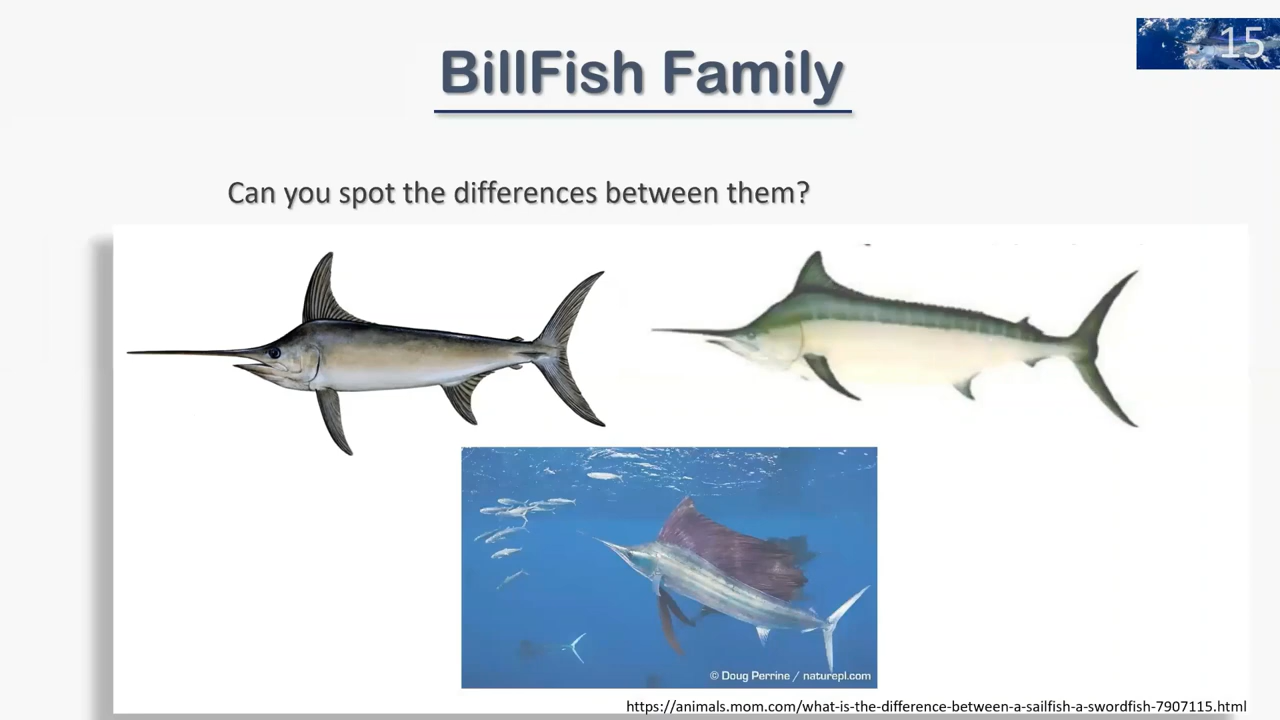 15
BillFish Family
Can you spot the differences between them?
© Doug Perrine / naturepl.com
https://animals.mom.com/what-is-the-difference-between-a-sailfish-a-swordfish-7907115.html